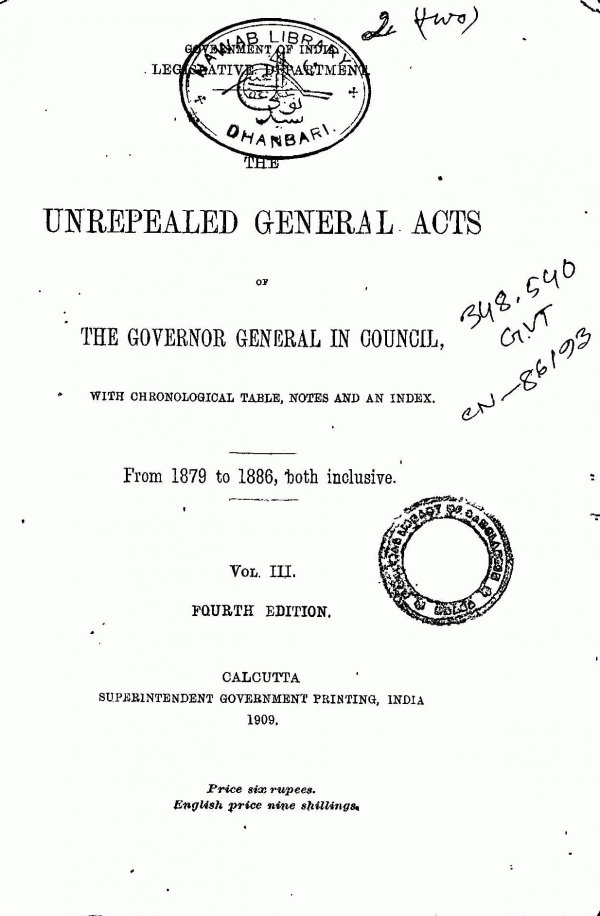 2 (two)
GOVERNMENT OF INDIA
LEGISLATIVE DEPARTMENT
NAWAB LIBRARY
DHANBARI.
THE
UNREPEALED GENERAL ACTS
OF
THE GOVERNOR GENERAL IN COUNCIL,
348.540
GVT
CN-86193
WITH CHRONOLOGICAL TABLE, NOTES AND AN INDEX.
From 1879 to 1886, both inclusive.
VOL. III.
FOURTH EDITION.
CALCUTTA
SUPERINTENDENT GOVERNMENT PRINTING, INDIA
1909.
Price six rupees.
English price nine shillings.